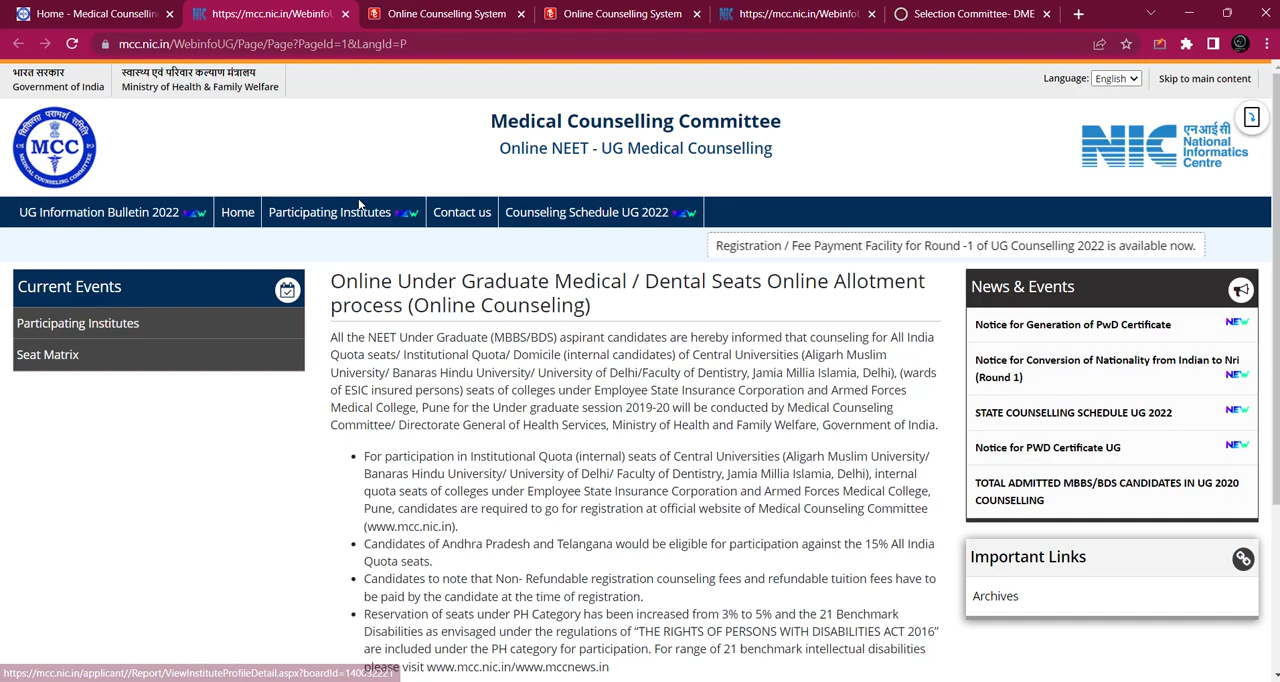 Home - Medical Counselling
https://mcc.nic.in/WebinfoU
Online Counselling System
Online Counselling System
https://mcc.nic.in/WebinfoU
Selection Committee- DME
mcc.nic.in/WebinfoUG/Page/Page?PageId=1&LangId=P
भारत सरकार
Government of India
स्वास्थ्य एवं परिवार कल्याण मंत्रालय
Ministry of Health & Family Welfare
Language: English
Skip to main content
MCC
Medical Counselling Committee
Online NEET - UG Medical Counselling
NIC एनआईसी
National
Informatics
Centre
UG Information Bulletin 2022 NEW
Home
Participating Institutes NEW
Contact us
Counseling Schedule UG 2022 NEW
Registration / Fee Payment Facility for Round -1 of UG Counselling 2022 is available now.
Current Events
Participating Institutes
Seat Matrix
Online Under Graduate Medical / Dental Seats Online Allotment
process (Online Counseling)
All the NEET Under Graduate (MBBS/BDS) aspirant candidates are hereby informed that counseling for All India
Quota seats/ Institutional Quota/ Domicile (internal candidates) of Central Universities (Aligarh Muslim
University/ Banaras Hindu University/ University of Delhi/Faculty of Dentistry, Jamia Millia Islamia, Delhi), (wards
of ESIC insured persons) seats of colleges under Employee State Insurance Corporation and Armed Forces
Medical College, Pune for the Under graduate session 2019-20 will be conducted by Medical Counseling
Committee/ Directorate General of Health Services, Ministry of Health and Family Welfare, Government of India.
• For participation in Institutional Quota (internal) seats of Central Universities (Aligarh Muslim University/
Banaras Hindu University/ University of Delhi/ Faculty of Dentistry, Jamia Millia Islamia, Delhi), internal
quota seats of colleges under Employee State Insurance Corporation and Armed Forces Medical College,
Pune, candidates are required to go for registration at official website of Medical Counseling Committee
(www.mcc.nic.in).
• Candidates of Andhra Pradesh and Telangana would be eligible for participation against the 15% All India
Quota seats.
• Candidates to note that Non- Refundable registration counseling fees and refundable tuition fees have to
be paid by the candidate at the time of registration.
• Reservation of seats under PH Category has been increased from 3% to 5% and the 21 Benchmark
Disabilities as envisaged under the regulations of “THE RIGHTS OF PERSONS WITH DISABILITIES ACT 2016”
are included under the PH category for participation. For range of 21 benchmark intellectual disabilities
please visit www.mcc.nic.in/www.mccnews.in
News & Events
Notice for Generation of PwD Certificate NEW
Notice for Conversion of Nationality from Indian to Nri
(Round 1) NEW
STATE COUNSELLING SCHEDULE UG 2022 NEW
Notice for PWD Certificate UG NEW
TOTAL ADMITTED MBBS/BDS CANDIDATES IN UG 2020
COUNSELLING
Important Links
Archives
https://mcc.nic.in/applicant//Report/ViewInstituteProfileDetail.aspx?boardId=140032221